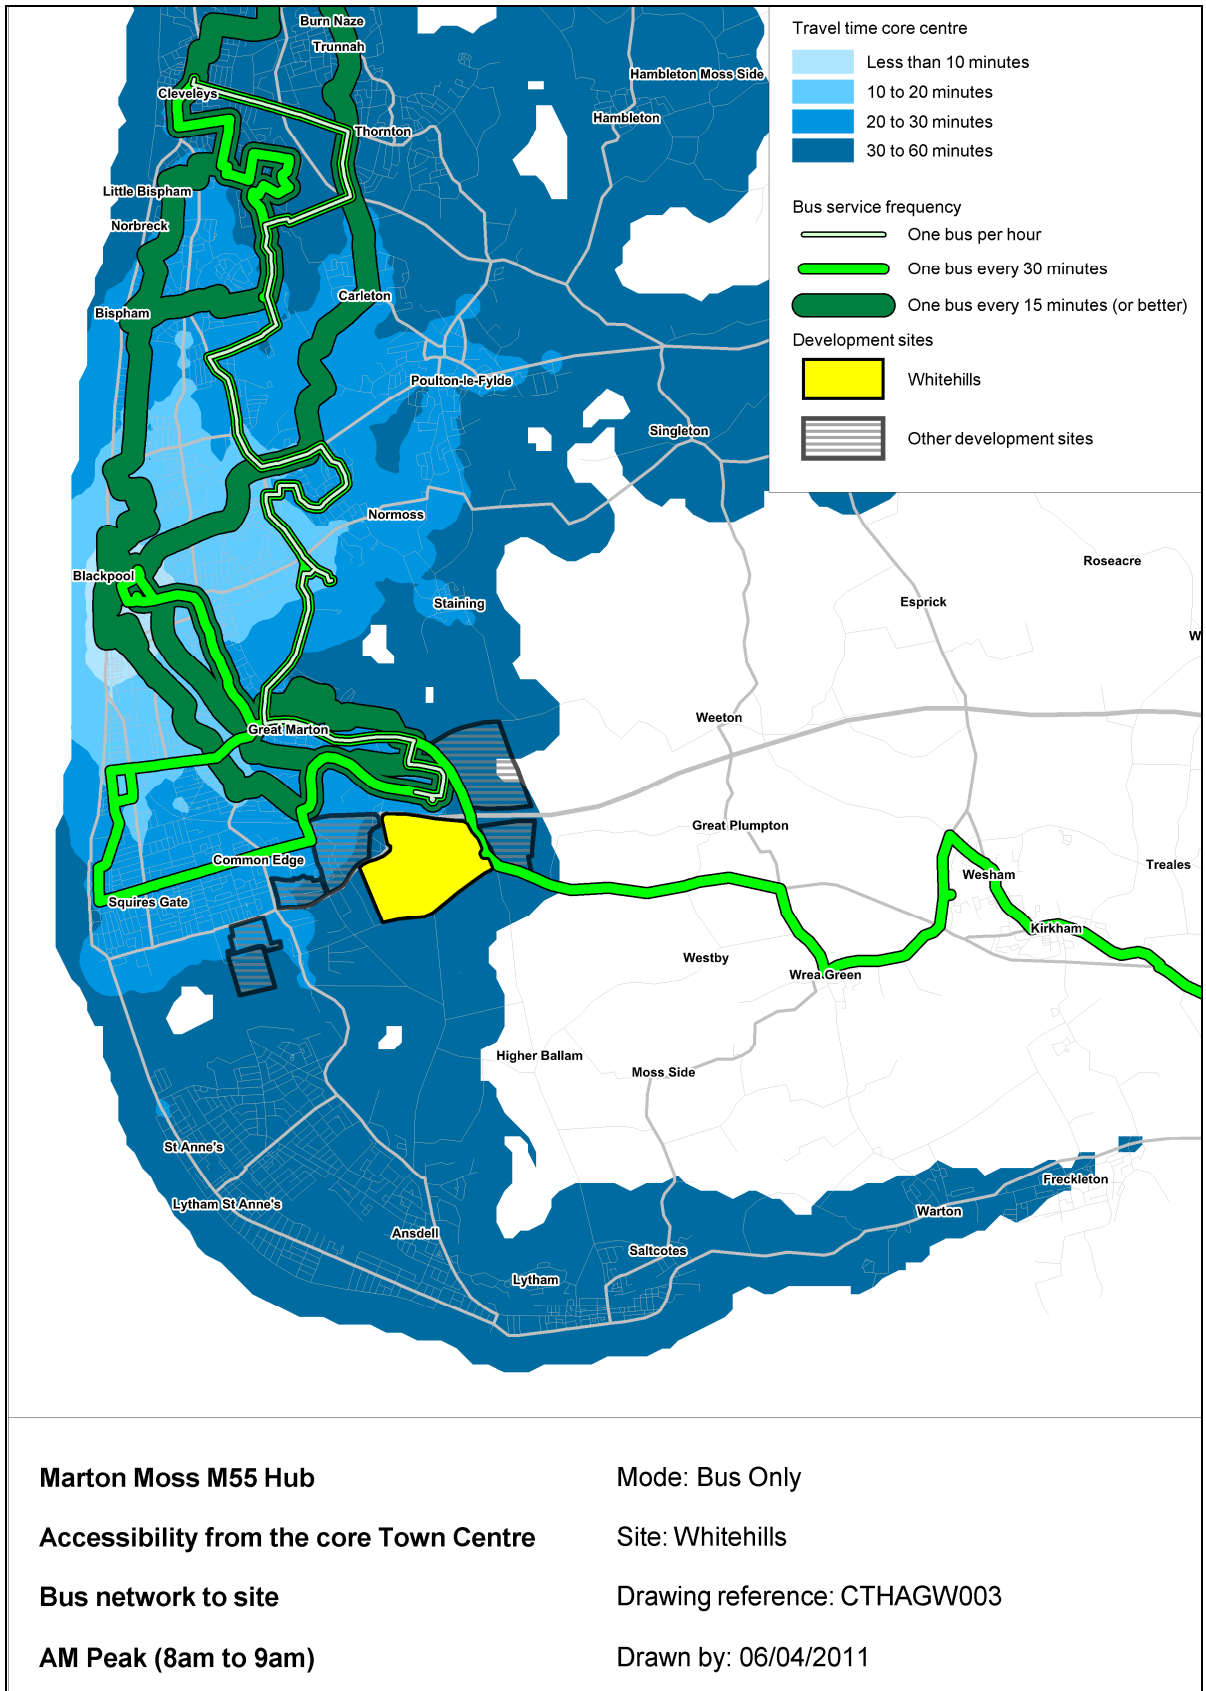 Burn Naze
Trunnah
Hambleton Moss Side
Cleveleys
Hambleton
Thornton
Little Bispham
Norbreck
Carleton
Bispham
Poulton-le-Fylde
Singleton
Normoss
Blackpool
Roseacre
Staining
Esprick
W
Weeton
Great Marton
Great Plumpton
Common Edge
Treales
Wesham
Squires Gate
Kirkham
Westby
Wrea Green
Higher Ballam
Moss Side
St Anne's
Freckleton
Lytham St Anne's
Warton
Ansdell
Saltcotes
Lytham
Travel time core centre
Less than 10 minutes
10 to 20 minutes
20 to 30 minutes
30 to 60 minutes
Bus service frequency
One bus per hour
One bus every 30 minutes
One bus every 15 minutes (or better)
Development sites
Whitehills
Other development sites
Marton Moss M55 Hub
Accessibility from the core Town Centre
Bus network to site
AM Peak (8am to 9am)
Mode: Bus Only
Site: Whitehills
Drawing reference: CTHAGW003
Drawn by: 06/04/2011